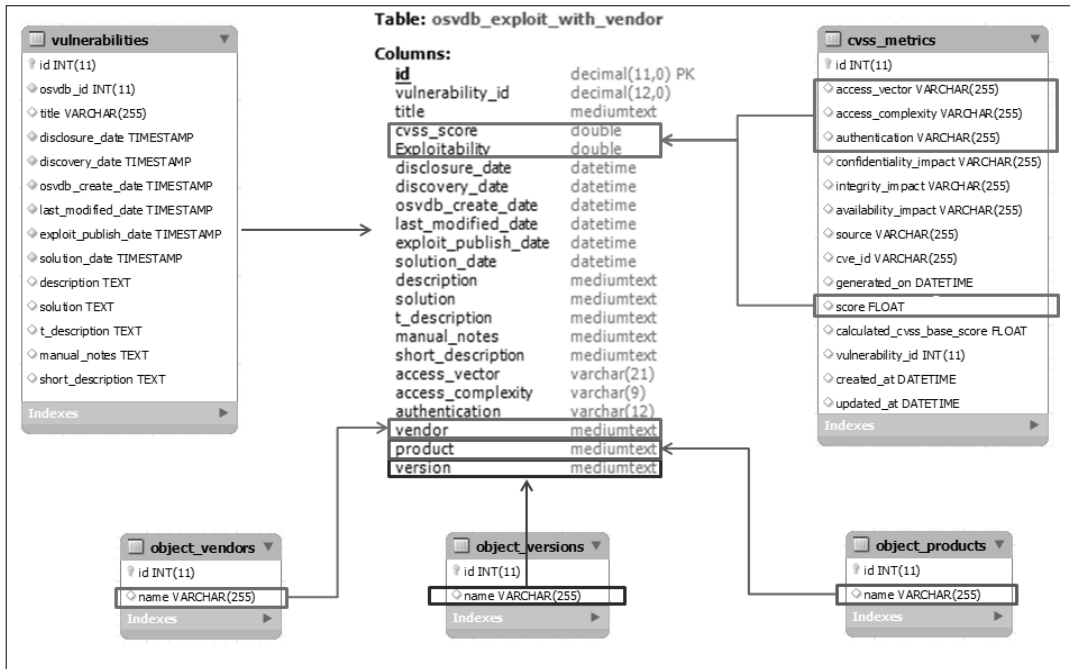 vulnerabilities
id INT(11)
osvdb_id INT(11)
title VARCHAR(255)
disclosure_date TIMESTAMP
discovery_date TIMESTAMP
osvdb_create_date TIMESTAMP
last_modified_date TIMESTAMP
exploit_publish_date TIMESTAMP
solution_date TIMESTAMP
description TEXT
solution TEXT
t_description TEXT
manual_notes TEXT
short_description TEXT
Indexes
Table: osvdb_exploit_with_vendor
Columns:
id decimal(11,0) PK
vulnerability_id decimal(12,0)
title mediumtext
cvss_score double
Exploitability double
disclosure_date datetime
discovery_date datetime
osvdb_create_date datetime
last_modified_date datetime
exploit_publish_date datetime
solution_date datetime
description mediumtext
solution mediumtext
t_description mediumtext
manual_notes mediumtext
short_description mediumtext
access_vector varchar(21)
access_complexity varchar(9)
authentication varchar(12)
vendor mediumtext
product mediumtext
version mediumtext
cvss_metrics
id INT(11)
access_vector VARCHAR(255)
access_complexity VARCHAR(255)
authentication VARCHAR(255)
confidentiality_impact VARCHAR(255)
integrity_impact VARCHAR(255)
availability_impact VARCHAR(255)
source VARCHAR(255)
cve_id VARCHAR(255)
generated_on DATETIME
score FLOAT
calculated_cvss_base_score FLOAT
vulnerability_id INT(11)
created_at DATETIME
updated_at DATETIME
Indexes
object_vendors
id INT(11)
name VARCHAR(255)
Indexes
object_versions
id INT(11)
name VARCHAR(255)
Indexes
object_products
id INT(11)
name VARCHAR(255)
Indexes